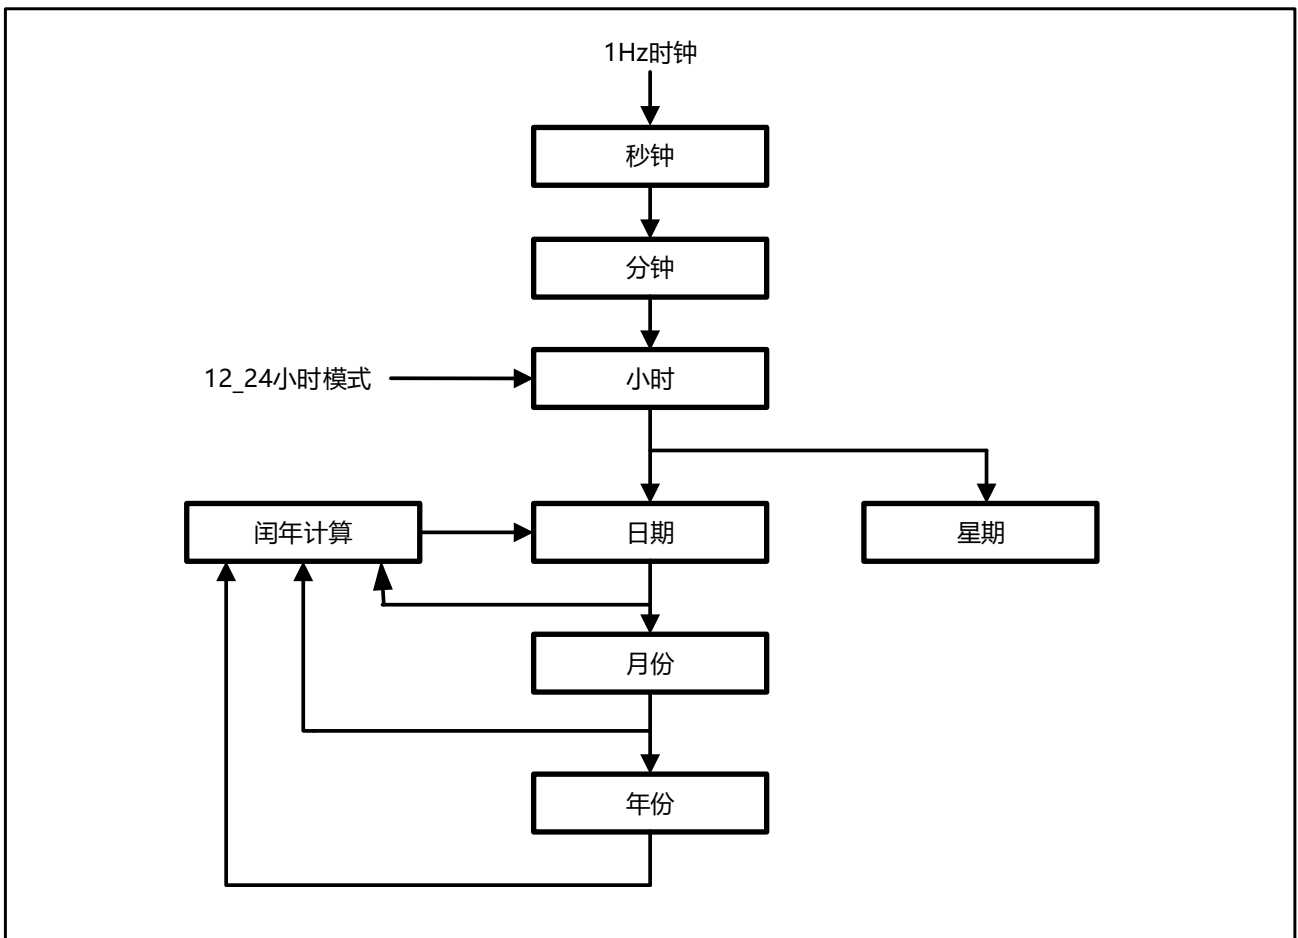 1Hz时钟
秒钟
分钟
12_24小时模式
小时
闰年计算
日期
星期
月份
年份